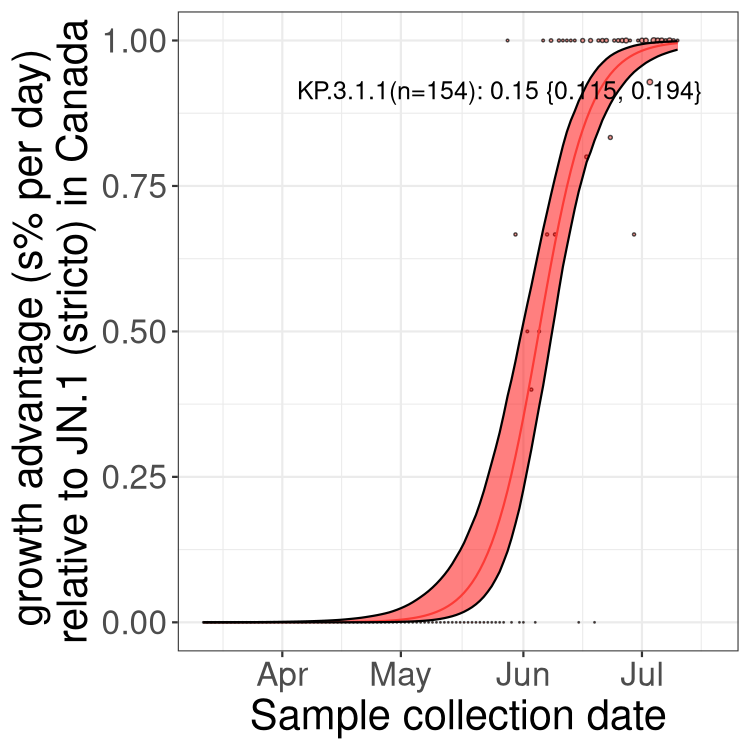 growth advantage (s% per day)
relative to JN.1 (stricto) in Canada
1.00
0.75
0.50
0.25
0.00
KP.3.1.1(n=154): 0.15 {0.115, 0.194}
Apr May Jun Jul
Sample collection date